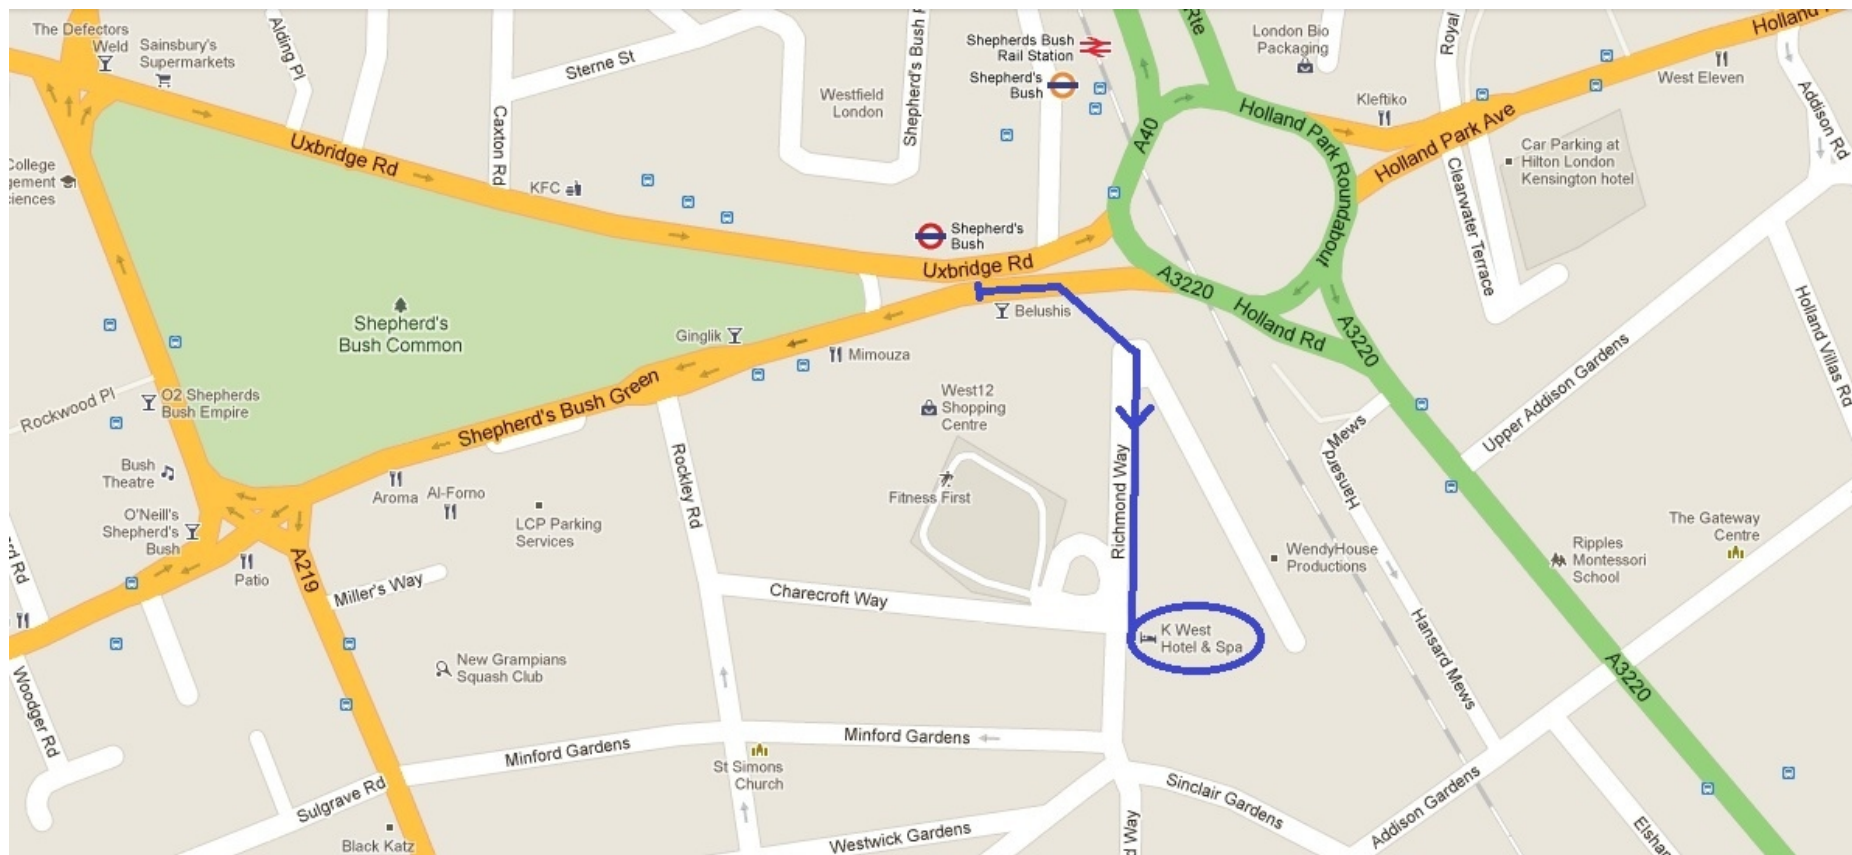 The Defectors
Weld
Sainsbury's
Supermarkets
Alding Pl
Sterne St
Caxton Rd
Westfield
London
Shepherd's Bush
Shepherds Bush
Rail Station
Shepherd's
Bush
Rte
London Bio
Packaging
Royal
Holland
West Eleven
Kleftiko
Addison Rd
A40
Holland Park Roundabout
Holland Park Ave
Car Parking at
Hilton London
Kensington hotel
Clearwater Terrace
College
Uxbridge Rd
KFC
Shepherd's
Bush
Uxbridge Rd
A3220
Holland Rd
A3220
Belushis
Holland Villas Rd
Shepherd's
Bush Common
Ginglik
Mimouza
Upper Addison Gardens
Rockwood Pl
O2 Shepherds
Bush Empire
Shepherd's Bush Green
West12
Shopping
Centre
Hansard Mews
Bush
Theatre
Aroma
Al-Forno
Fitness First
Rockley Rd
Richmond Way
O'Neill's
Shepherd's
Bush
LCP Parking
Services
The Gateway
Centre
WendyHouse
Productions
Ripples
Montessori
School
Patio
A219
Miller's Way
Charecroft Way
K West
Hotel & Spa
Hansard Mews
A3220
New Grampians
Squash Club
Woodger Rd
Minford Gardens
Minford Gardens
St Simons
Church
Sulgrave Rd
Sinclair Gardens
Addison Gardens
Westwick Gardens
Black Katz